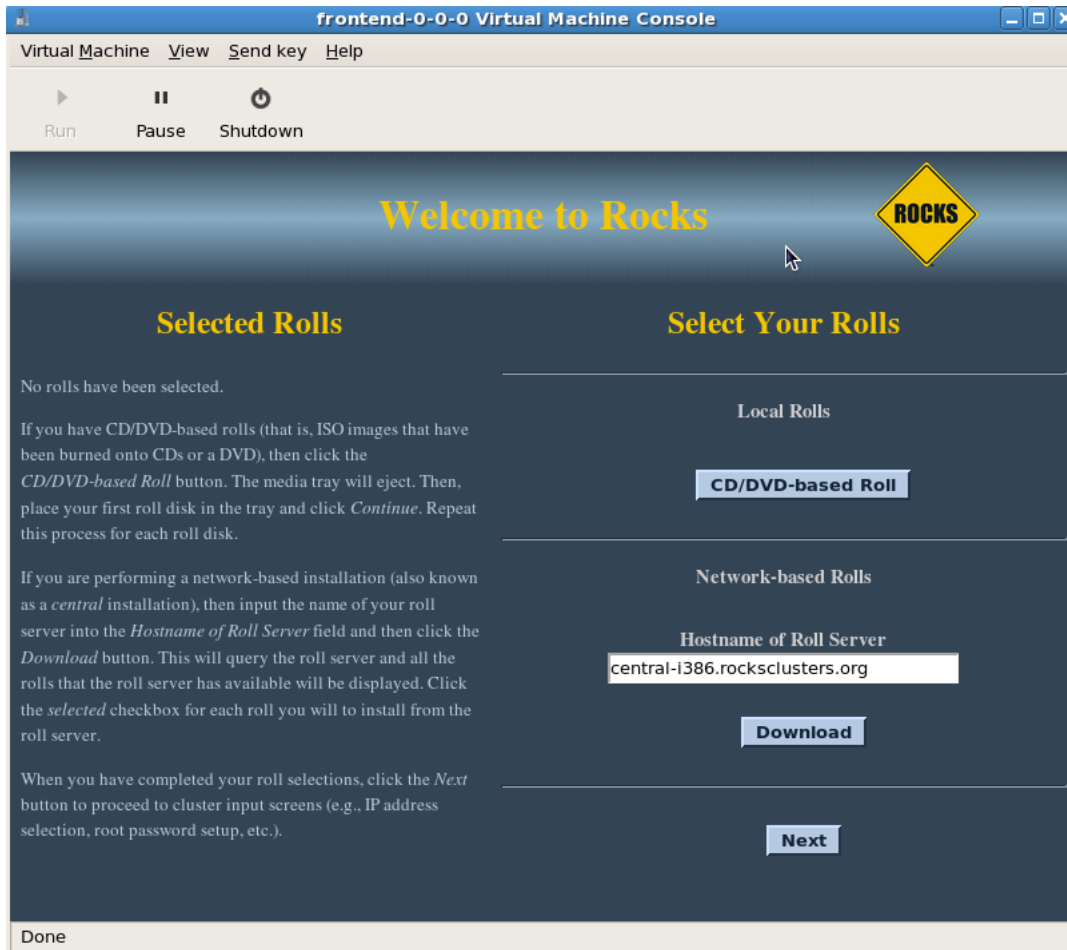 frontend-0-0-0 Virtual Machine Console
Virtual Machine View Send key Help
Run Pause Shutdown
Welcome to Rocks
ROCKS
Selected Rolls
No rolls have been selected.
If you have CD/DVD-based rolls (that is, ISO images that have
been burned onto CDs or a DVD), then click the
CD/DVD-based Roll button. The media tray will eject. Then,
place your first roll disk in the tray and click Continue. Repeat
this process for each roll disk.
If you are performing a network-based installation (also known
as a central installation), then input the name of your roll
server into the Hostname of Roll Server field and then click the
Download button. This will query the roll server and all the
rolls that the roll server has available will be displayed. Click
the selected checkbox for each roll you will to install from the
roll server.
When you have completed your roll selections, click the Next
button to proceed to cluster input screens (e.g., IP address
selection, root password setup, etc.).
Select Your Rolls
Local Rolls
CD/DVD-based Roll
Network-based Rolls
Hostname of Roll Server
central-i386.rocksclusters.org
Download
Next
Done